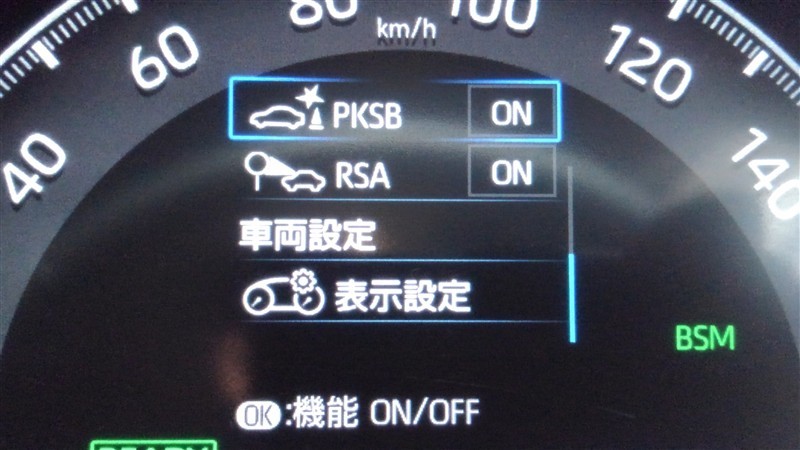 60
80
km/h
100
120
40
PKSB ON
140
RSA ON
車両設定
表示設定
BSM
OK :機能 ON/OFF
READY